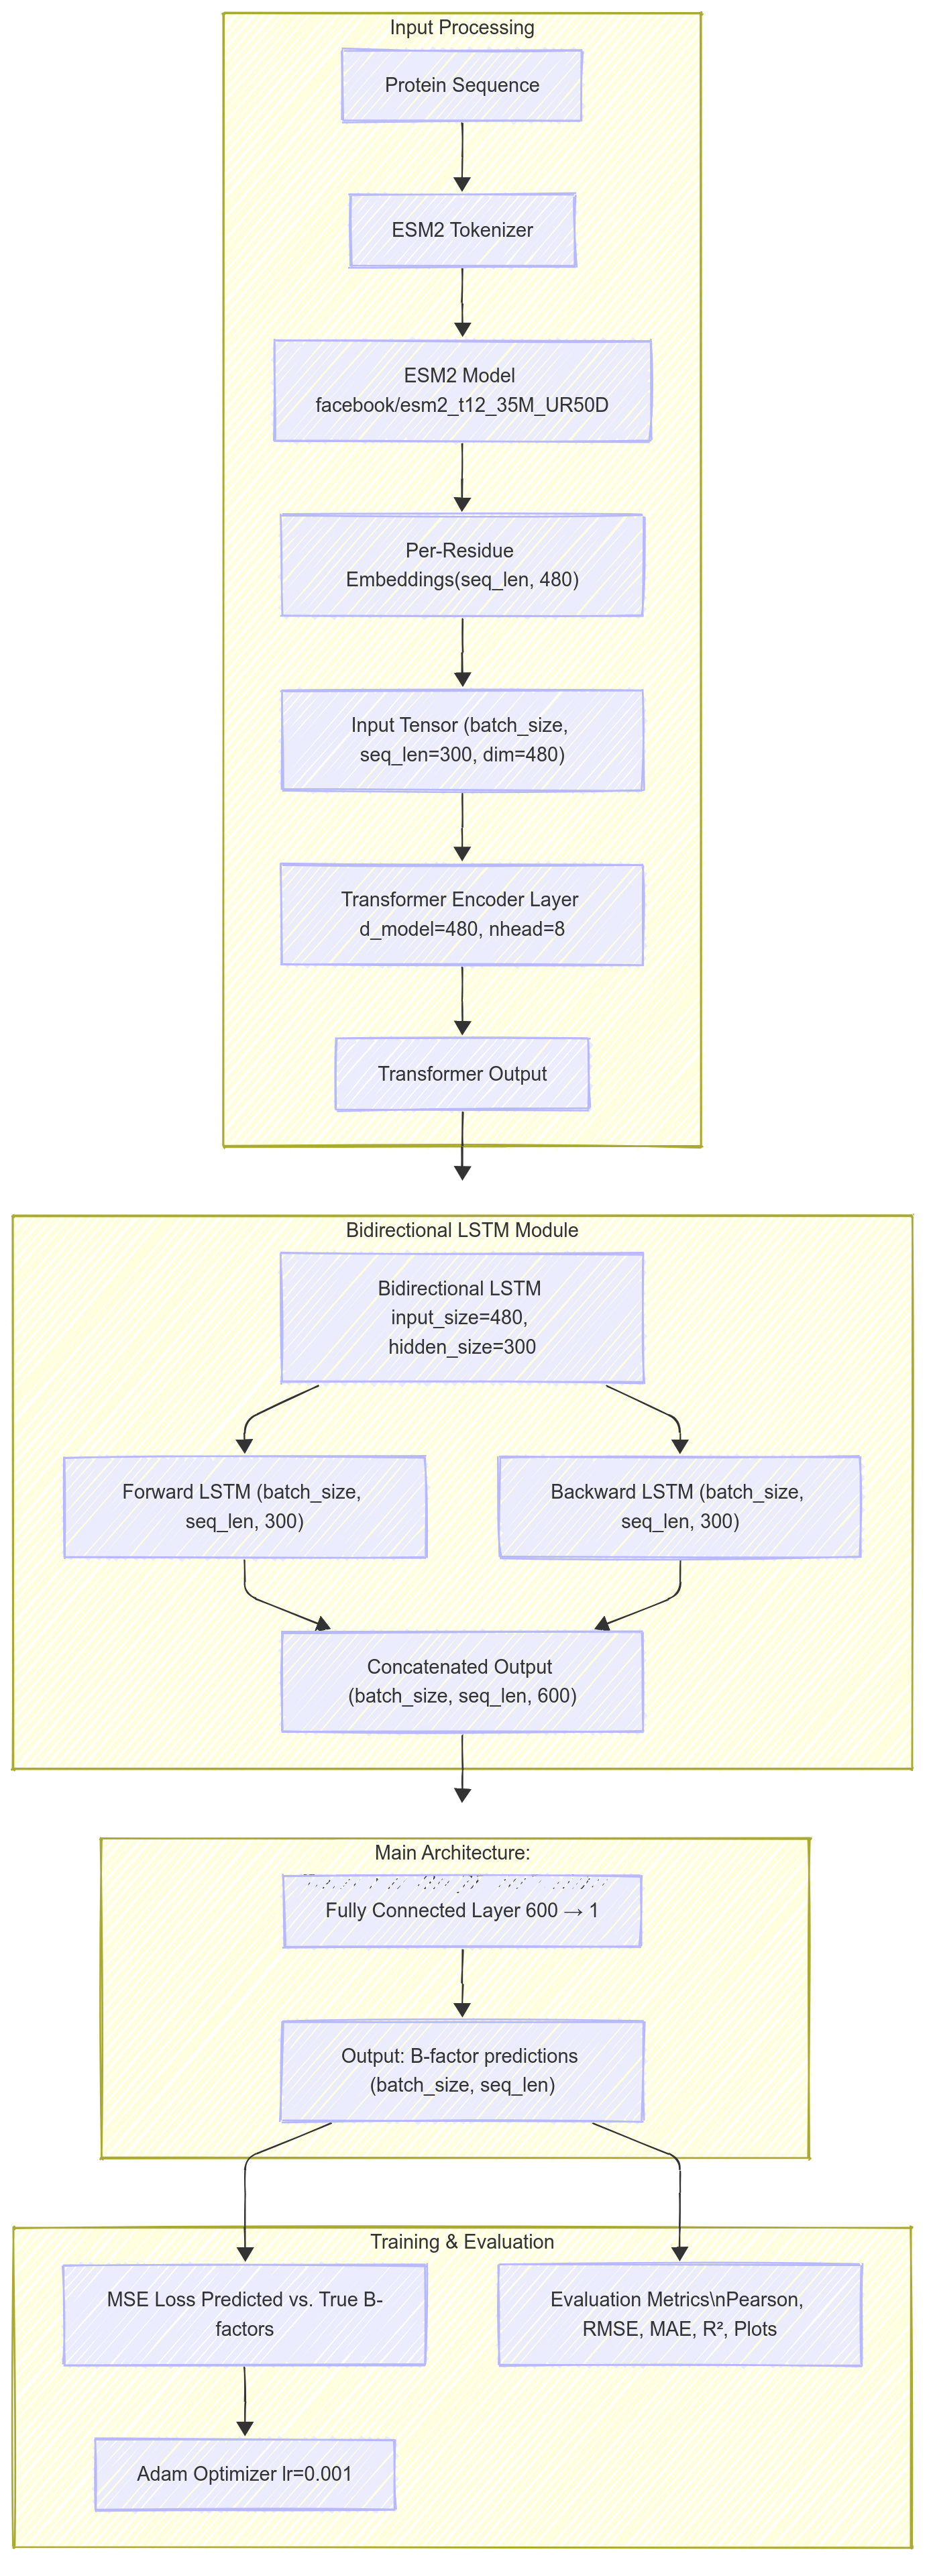 Input Processing
Protein Sequence
ESM2 Tokenizer
ESM2 Model
facebook/esm2_t12_35M_UR50D
Per-Residue
Embeddings(seq_len, 480)
Input Tensor (batch_size,
seq_len=300, dim=480)
Transformer Encoder Layer
d_model=480, nhead=8
Transformer Output
Bidirectional LSTM Module
Bidirectional LSTM
input_size=480,
hidden_size=300
Forward LSTM (batch_size,
seq_len, 300)
Backward LSTM (batch_size,
seq_len, 300)
Concatenated Output
(batch_size, seq_len, 600)
Main Architecture:
Fully Connected Layer 600 → 1
Output: B-factor predictions
(batch_size, seq_len)
Training & Evaluation
MSE Loss Predicted vs. True B-
factors
Evaluation Metrics\nPearson,
RMSE, MAE, R², Plots
Adam Optimizer lr=0.001